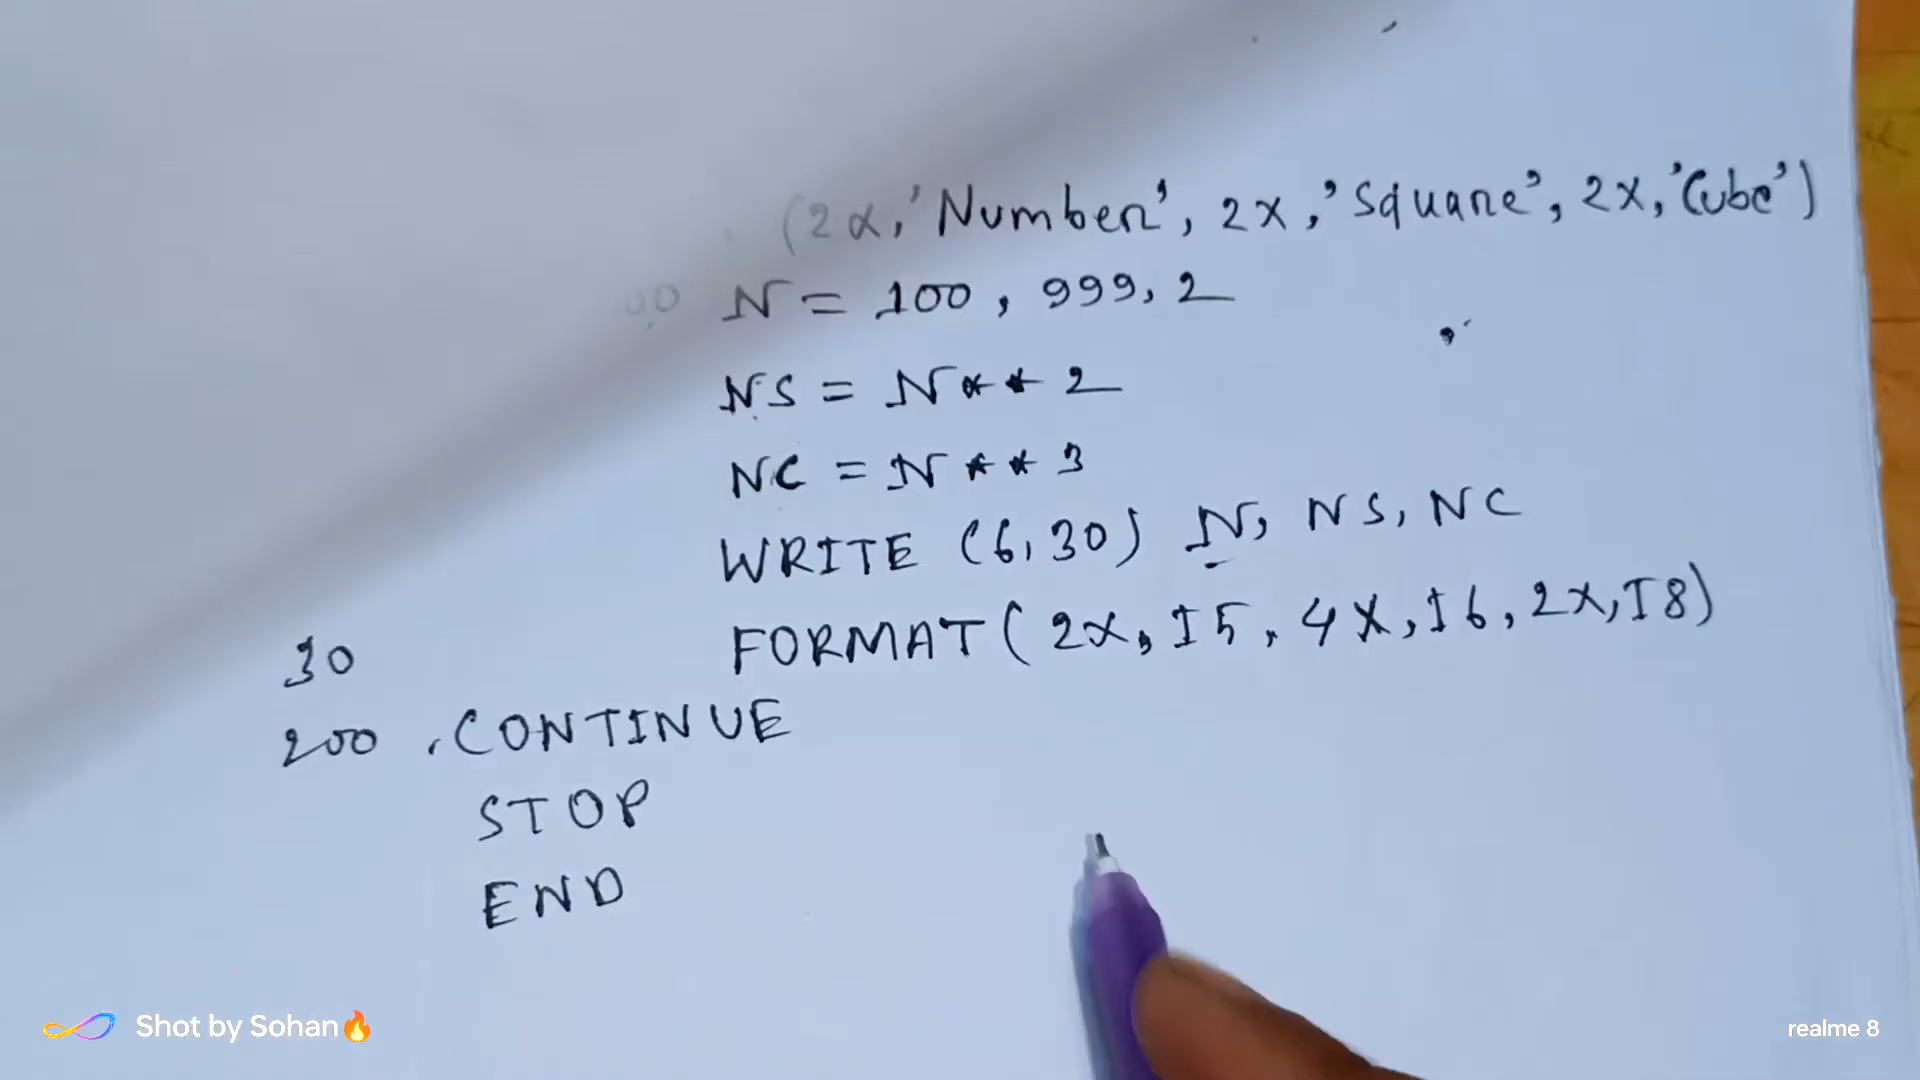 (2X, 'Number', 2X, 'Square', 2X, 'Cube')
N = 100, 999, 2
NS = N ** 2
NC = N ** 3
WRITE (6,30) N, NS, NC
30 FORMAT (2X, I5, 4X, I6, 2X, I8)
200 CONTINUE
STOP
END
Shot by Sohan🔥
realme 8